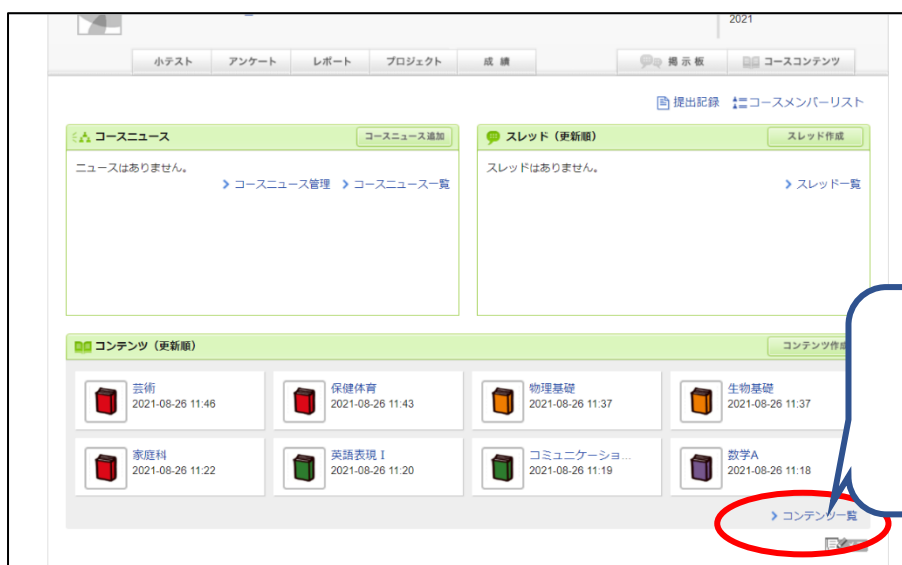 2021
小テスト アンケート レポート プロジェクト 成績 掲示板 コースコンテンツ
提出記録 コースメンバーリスト
コースニュース コースニュース追加
ニュースはありません。
コースニュース管理 コースニュース一覧
スレッド（更新順） スレッド作成
スレッドはありません。
スレッド一覧
コンテンツ（更新順） コンテンツ作成
芸術 保健体育 物理基礎 生物基礎
2021-08-26 11:46 2021-08-26 11:43 2021-08-26 11:37 2021-08-26 11:37
家庭科 英語表現 I コミュニケーショ... 数学A
2021-08-26 11:22 2021-08-26 11:20 2021-08-26 11:19 2021-08-26 11:18
コンテンツ一覧